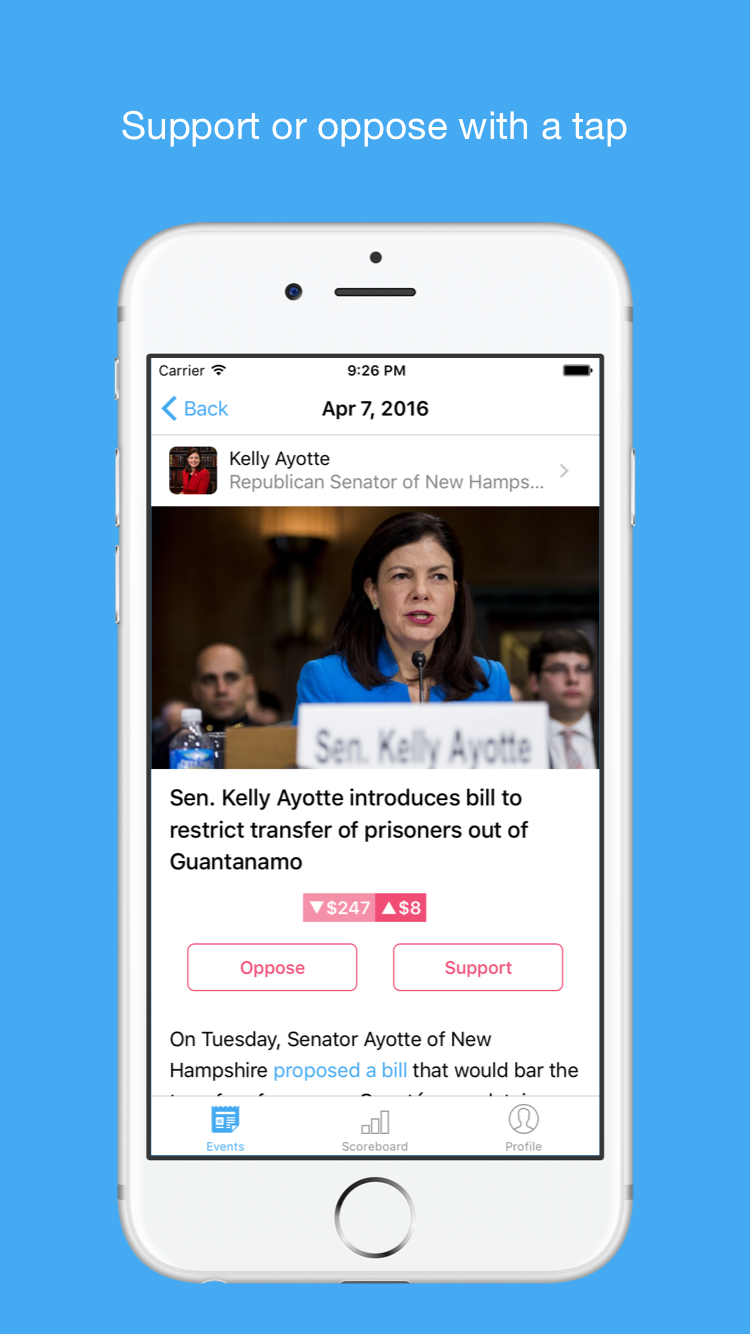 Support or oppose with a tap
Carrier 9:26 PM
Back Apr 7, 2016
Kelly Ayotte
Republican Senator of New Hamps...
Sen. Kelly Ayotte
Sen. Kelly Ayotte introduces bill to
restrict transfer of prisoners out of
Guantanamo
▼$247 ▲$8
Oppose Support
On Tuesday, Senator Ayotte of New
Hampshire proposed a bill that would bar the
Events Scoreboard Profile